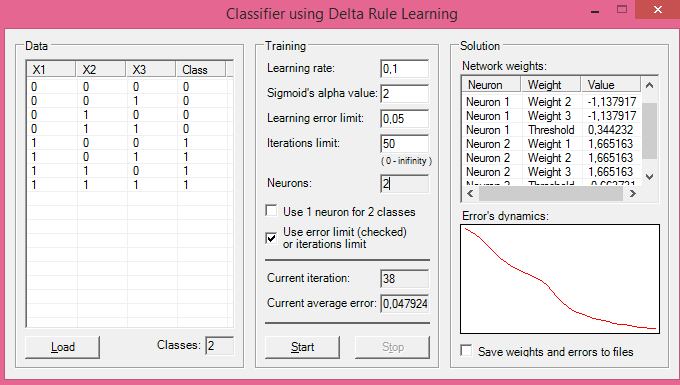 Classifier using Delta Rule Learning
Data
X1 X2 X3 Class
0 0 0 0
0 0 1 0
0 1 0 0
0 1 1 0
1 0 0 1
1 0 1 1
1 1 0 1
1 1 1 1
Load
Classes: 2
Training
Learning rate: 0,1
Sigmoid's alpha value: 2
Learning error limit: 0,05
Iterations limit: 50
( 0 - inifinity )
Neurons: 2
Use 1 neuron for 2 classes
Use error limit (checked)
or iterations limit
Current iteration: 38
Current average error: 0,047924
Start Stop
Solution
Network weights:
Neuron Weight Value
Neuron 1 Weight 2 -1,137917
Neuron 1 Weight 3 -1,137917
Neuron 1 Threshold 0,344232
Neuron 2 Weight 1 1,665163
Neuron 2 Weight 2 1,665163
Neuron 2 Weight 3 1,665163
Neuron 2 Threshold
Error's dynamics:
Save weights and errors to files